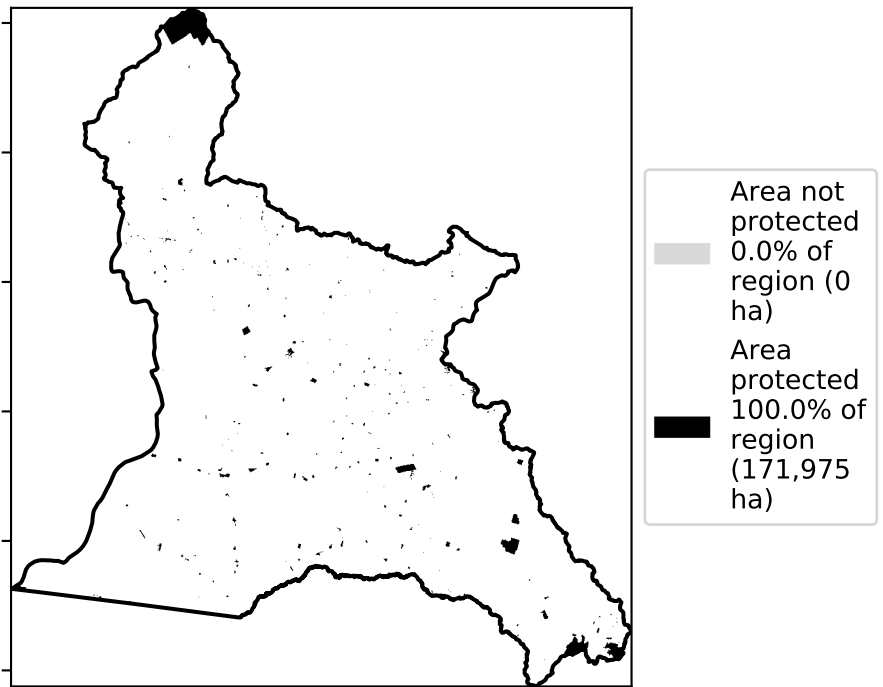 Area not
protected
0.0% of
region (0
ha)
Area
protected
100.0% of
region
(171,975
ha)